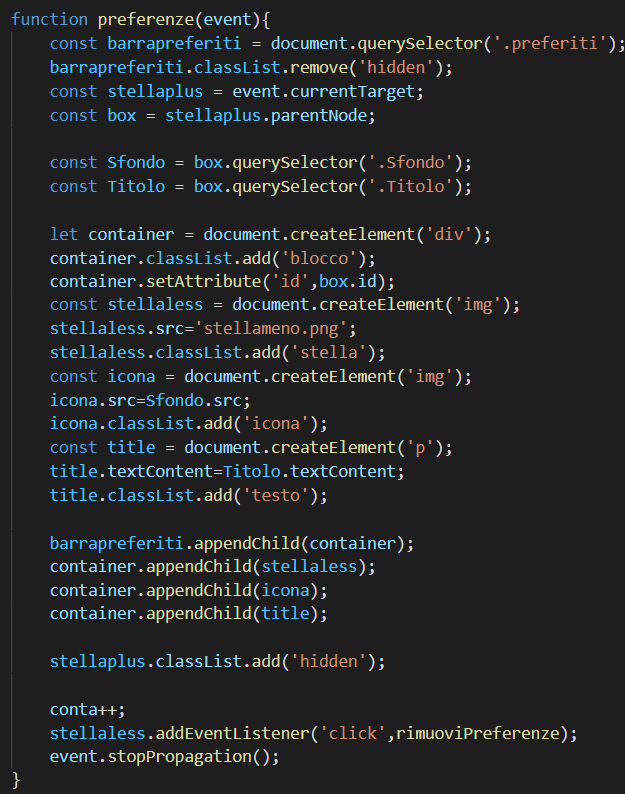 function preferenze(event){
    const barrapreferiti = document.querySelector('.preferiti');
    barrapreferiti.classList.remove('hidden');
    const stellaplus = event.currentTarget;
    const box = stellaplus.parentNode;

    const Sfondo = box.querySelector('.Sfondo');
    const Titolo = box.querySelector('.Titolo');

    let container = document.createElement('div');
    container.classList.add('blocco');
    container.setAttribute('id',box.id);
    const stellaless = document.createElement('img');
    stellaless.src='stellameno.png';
    stellaless.classList.add('stella');
    const icona = document.createElement('img');
    icona.src=Sfondo.src;
    icona.classList.add('icona');
    const title = document.createElement('p');
    title.textContent=Titolo.textContent;
    title.classList.add('testo');

    barrapreferiti.appendChild(container);
    container.appendChild(stellaless);
    container.appendChild(icona);
    container.appendChild(title);

    stellaplus.classList.add('hidden');

    conta++;
    stellaless.addEventListener('click',rimuoviPreferenze);
    event.stopPropagation();
}